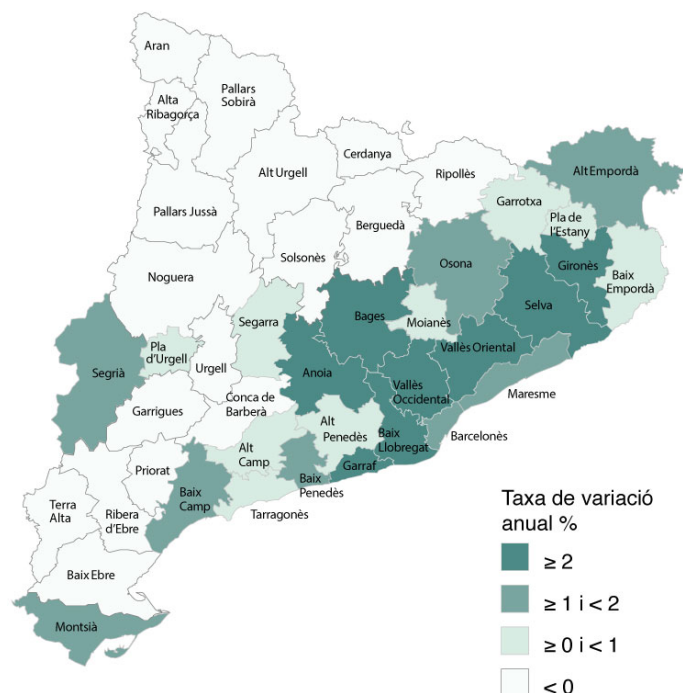 Aran
Pallars
Sobirà
Alta
Ribagorça
Cerdanya
Alt Urgell
Ripollès
Alt Empordà
Garrotxa
Pallars Jussà
Berguedà
Pla de
l'Estany
Solsonès
Osona
Gironès
Noguera
Baix
Empordà
Selva
Bages
Moianès
Segarra
Vallès Oriental
Pla
d'Urgell
Segrià
Urgell
Anoia
Vallès
Occidental
Maresme
Conca de
Barberà
Garrigues
Alt
Penedès
Baix
Llobregat
Barcelonès
Alt
Camp
Priorat
Garraf
Baix
Penedès
Baix
Camp
Terra
Alta
Ribera
d'Ebre
Tarragonès
Baix Ebre
Montsià
Taxa de variació
anual %
≥ 2
≥ 1 i < 2
≥ 0 i < 1
< 0